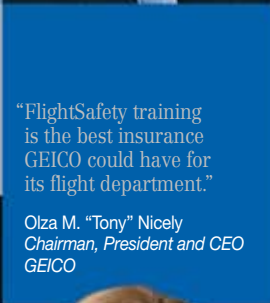 “FlightSafety training
is the best insurance
GEICO could have for
its flight department.”
Olza M. “Tony” Nicely
Chairman, President and CEO
GEICO